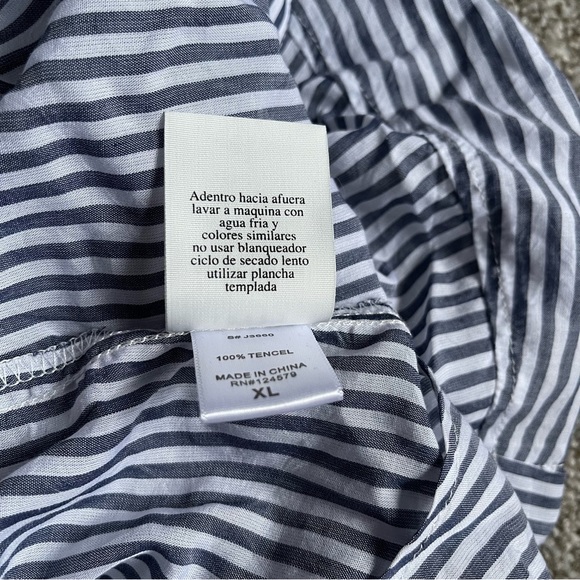 Adentro hacia afuera
lavar a maquina con
agua fria y
colores similares
no usar blanqueador
ciclo de secado lento
utilizar plancha
templada
100% TENCEL
MADE IN CHINA
RN#124579
XL